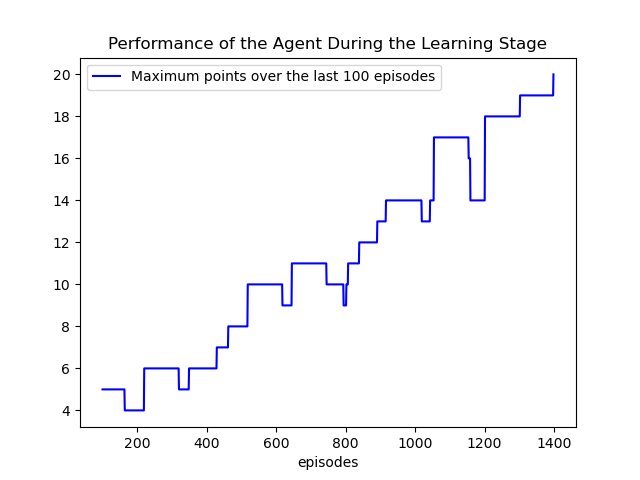 Performance of the Agent During the Learning Stage
Maximum points over the last 100 episodes
20
18
16
14
12
10
8
6
4
200 400 600 800 1000 1200 1400
episodes